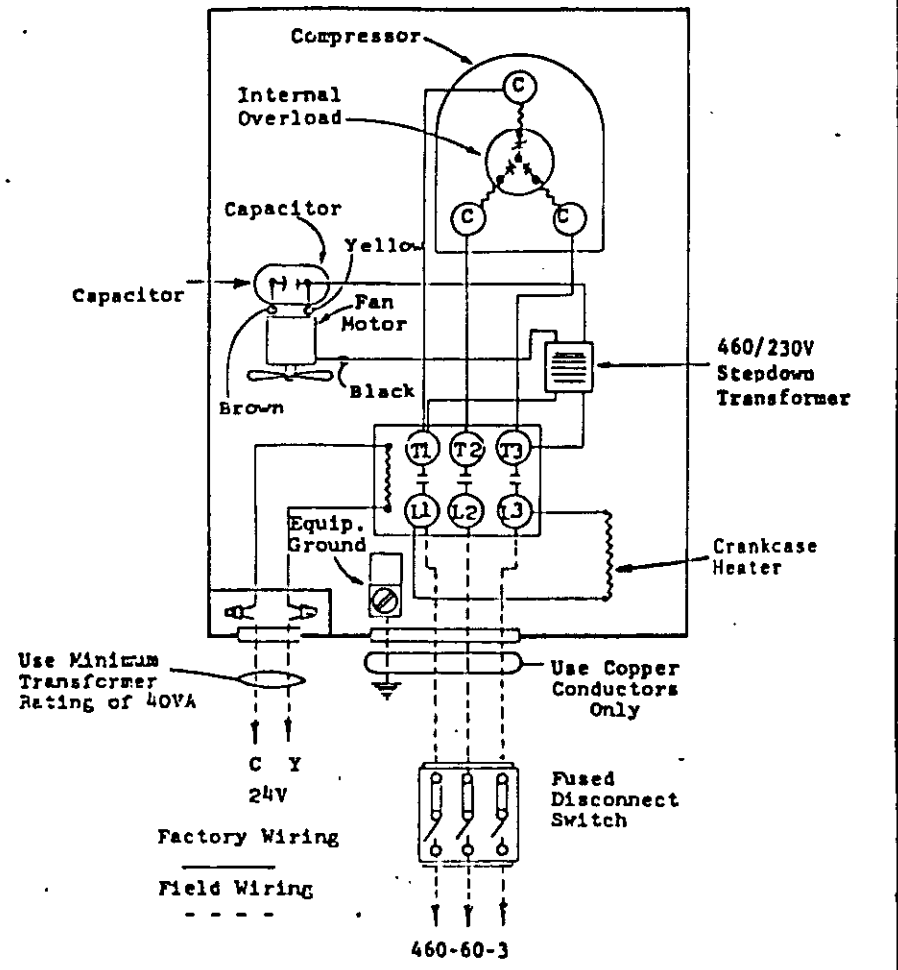 Compressor
Internal
Overload
C
C
C
Capacitor
Yellow
Capacitor
Fan
Motor
Black
Brown
460/230V
Stepdown
Transformer
T1 T2 T3
L1 L2 L3
Equip.
Ground
Crankcase
Heater
Use Minimum
Transformer
Rating of 40VA
Use Copper
Conductors
Only
C Y
24V
Fused
Disconnect
Switch
Factory Wiring
Field Wiring
460-60-3